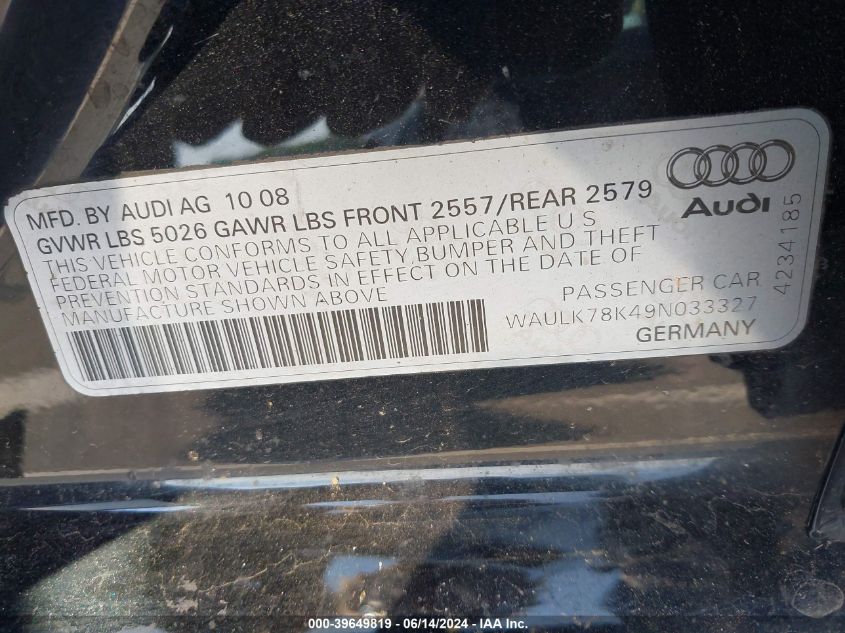 MFD. BY AUDI AG 10 08
GVWR LBS 5026 GAWR LBS FRONT 2557/REAR 2579
THIS VEHICLE CONFORMS TO ALL APPLICABLE U S
FEDERAL MOTOR VEHICLE SAFETY, BUMPER AND THEFT
PREVENTION STANDARDS IN EFFECT ON THE DATE OF
MANUFACTURE SHOWN ABOVE
Audi
4234185
PASSENGER CAR
WAULK78K49N033327
GERMANY
000-39649819 - 06/14/2024 - IAA Inc.